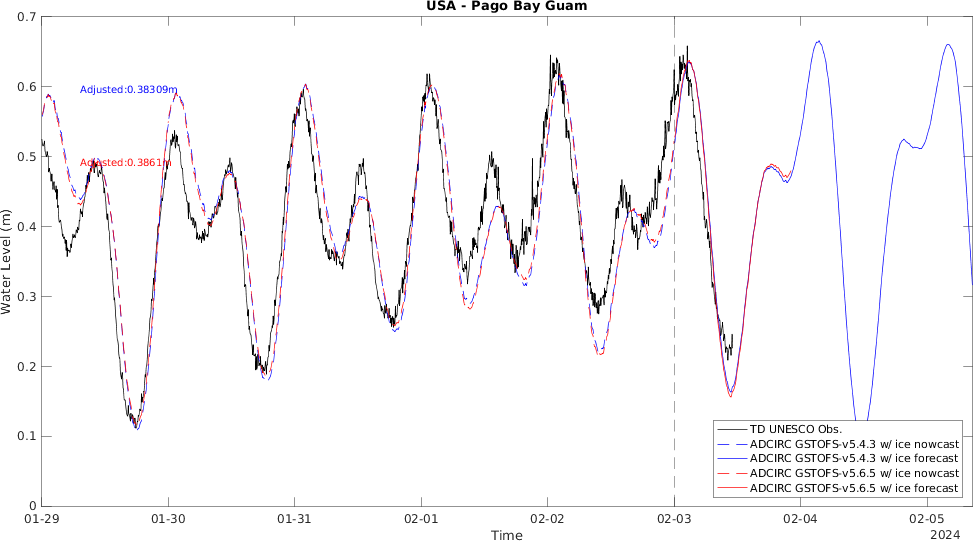 USA - Pago Bay Guam
0.7
0.6
0.5
0.4
0.3
0.2
0.1
0
Water Level (m)
Adjusted:0.38309m
Adjusted:0.3861m
TD UNESCO Obs.
ADCIRC GSTOFS-v5.4.3 w/ ice nowcast
ADCIRC GSTOFS-v5.4.3 w/ ice forecast
ADCIRC GSTOFS-v5.6.5 w/ ice nowcast
ADCIRC GSTOFS-v5.6.5 w/ ice forecast
01-29 01-30 01-31 02-01 02-02 02-03 02-04 02-05
Time
2024